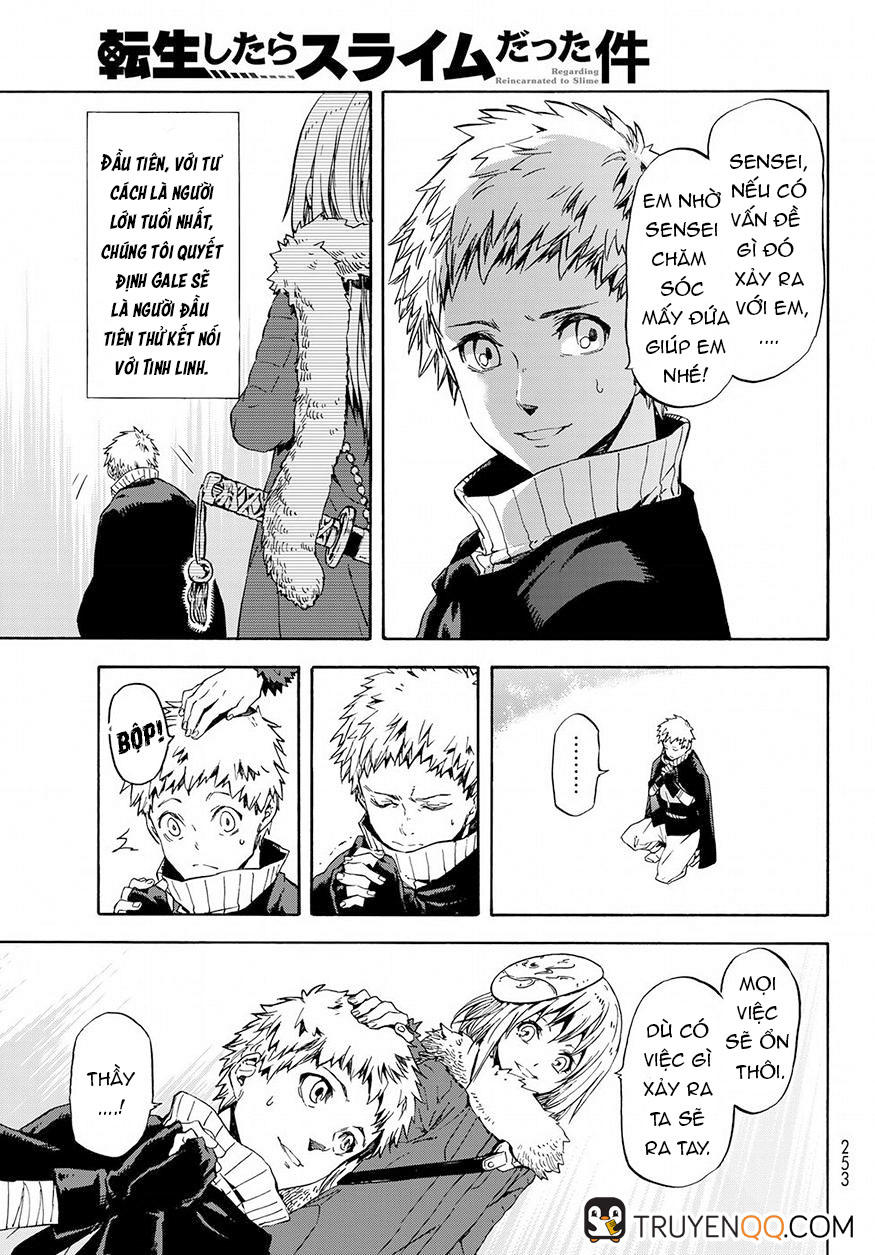 転生したらスライムだった件
Regarding
Reincarnated to Slime
SENSEI,
NẾU CÓ
VẤN ĐỀ
GÌ ĐÓ
XẢY RA
VỚI EM,
....
EM NHỜ
SENSEI
CHĂM
SÓC
MẤY ĐỨA
GIÚP EM
NHÉ!
ĐẦU TIÊN, VỚI TƯ
CÁCH LÀ NGƯỜI
LỚN TUỔI NHẤT,
CHÚNG TÔI QUYẾT
ĐỊNH GALE SẼ
LÀ NGƯỜI ĐẦU
TIÊN THỬ KẾT NỐI
VỚI TINH LINH.
........
BỘP!
MỌI
VIỆC
SẼ ỔN
THÔI.
DÙ CÓ
VIỆC GÌ
XẢY RA
TA SẼ
RA TAY.
THẦY
....!
253
TRUYENQQ.COM